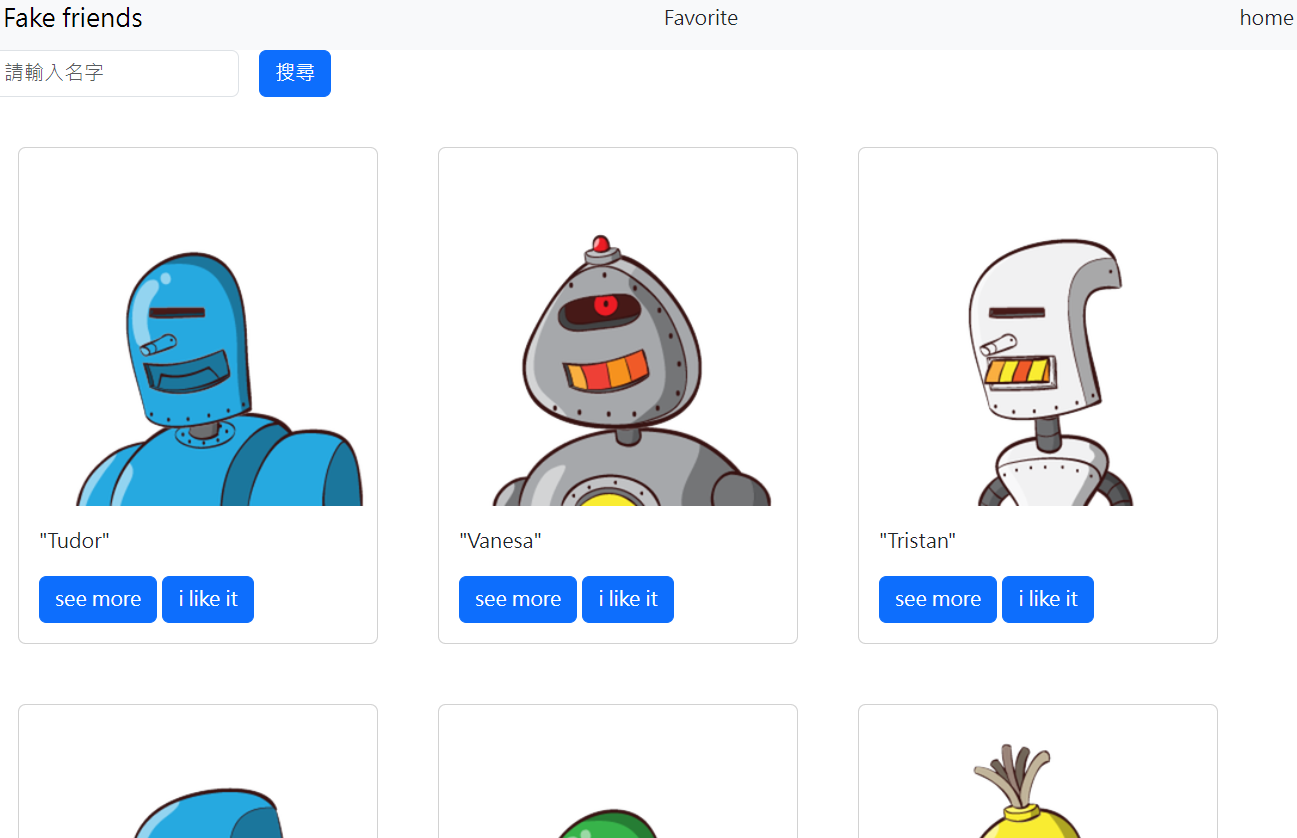 Fake friends Favorite home
請輸入名字 搜尋
"Tudor" "Vanesa" "Tristan"
see more i like it see more i like it see more i like it